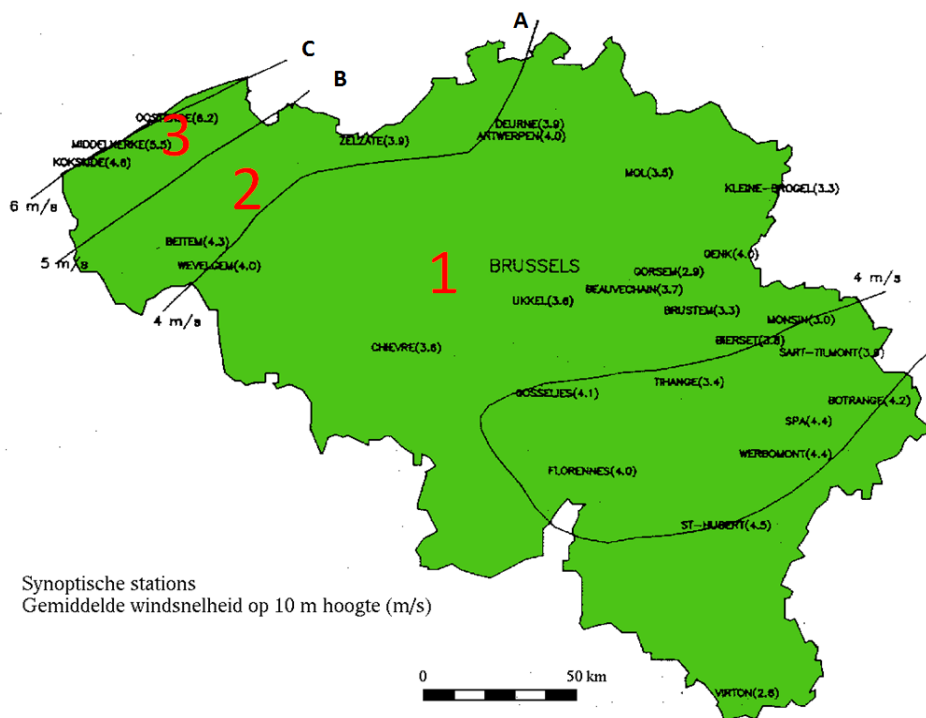 A
C
B
OOSTENDE(6.2)
3
DEURNE(3.9)
ANTWERPEN(4.0)
ZELZATE(3.9)
MIDDELKERKE(5.5)
KOKSIJDE(4.8)
MOL(3.5)
2
KLEINE-BROGEL(3.3)
6 m/s
BEITEM(4.3)
GENK(4.0)
5 m/s
WEVELGEM(4.0)
1
BRUSSELS
GORSEM(2.9)
4 m/s
BEAUVECHAIN(3.7)
UKKEL(3.6)
BRUSTEM(3.3)
4 m/s
MONSIN(3.0)
BIERSET(3.8)
CHIEVRE(3.8)
SART-TILMONT(3.9)
TIHANGE(3.4)
GOSSELIES(4.1)
BOTRANGE(4.2)
SPA(4.4)
WERBOMONT(4.4)
FLORENNES(4.0)
ST-HUBERT(4.5)
Synoptische stations
Gemiddelde windsnelheid op 10 m hoogte (m/s)
0 50 km
VIRTON(2.6)